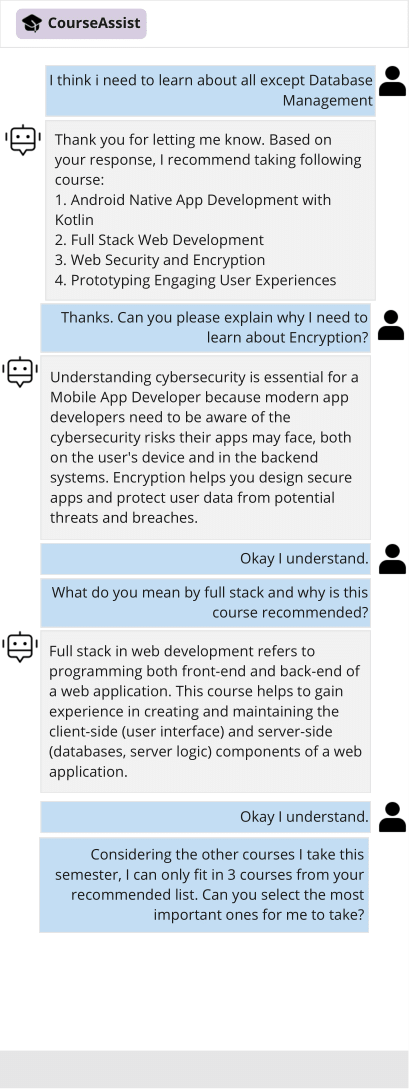 CourseAssist
I think i need to learn about all except Database
Management
Thank you for letting me know. Based on
your response, I recommend taking following
course:
1. Android Native App Development with
Kotlin
2. Full Stack Web Development
3. Web Security and Encryption
4. Prototyping Engaging User Experiences
Thanks. Can you please explain why I need to
learn about Encryption?
Understanding cybersecurity is essential for a
Mobile App Developer because modern app
developers need to be aware of the
cybersecurity risks their apps may face, both
on the user's device and in the backend
systems. Encryption helps you design secure
apps and protect user data from potential
threats and breaches.
Okay I understand.
What do you mean by full stack and why is this
course recommended?
Full stack in web development refers to
programming both front-end and back-end of
a web application. This course helps to gain
experience in creating and maintaining the
client-side (user interface) and server-side
(databases, server logic) components of a web
application.
Okay I understand.
Considering the other courses I take this
semester, I can only fit in 3 courses from your
recommended list. Can you select the most
important ones for me to take?